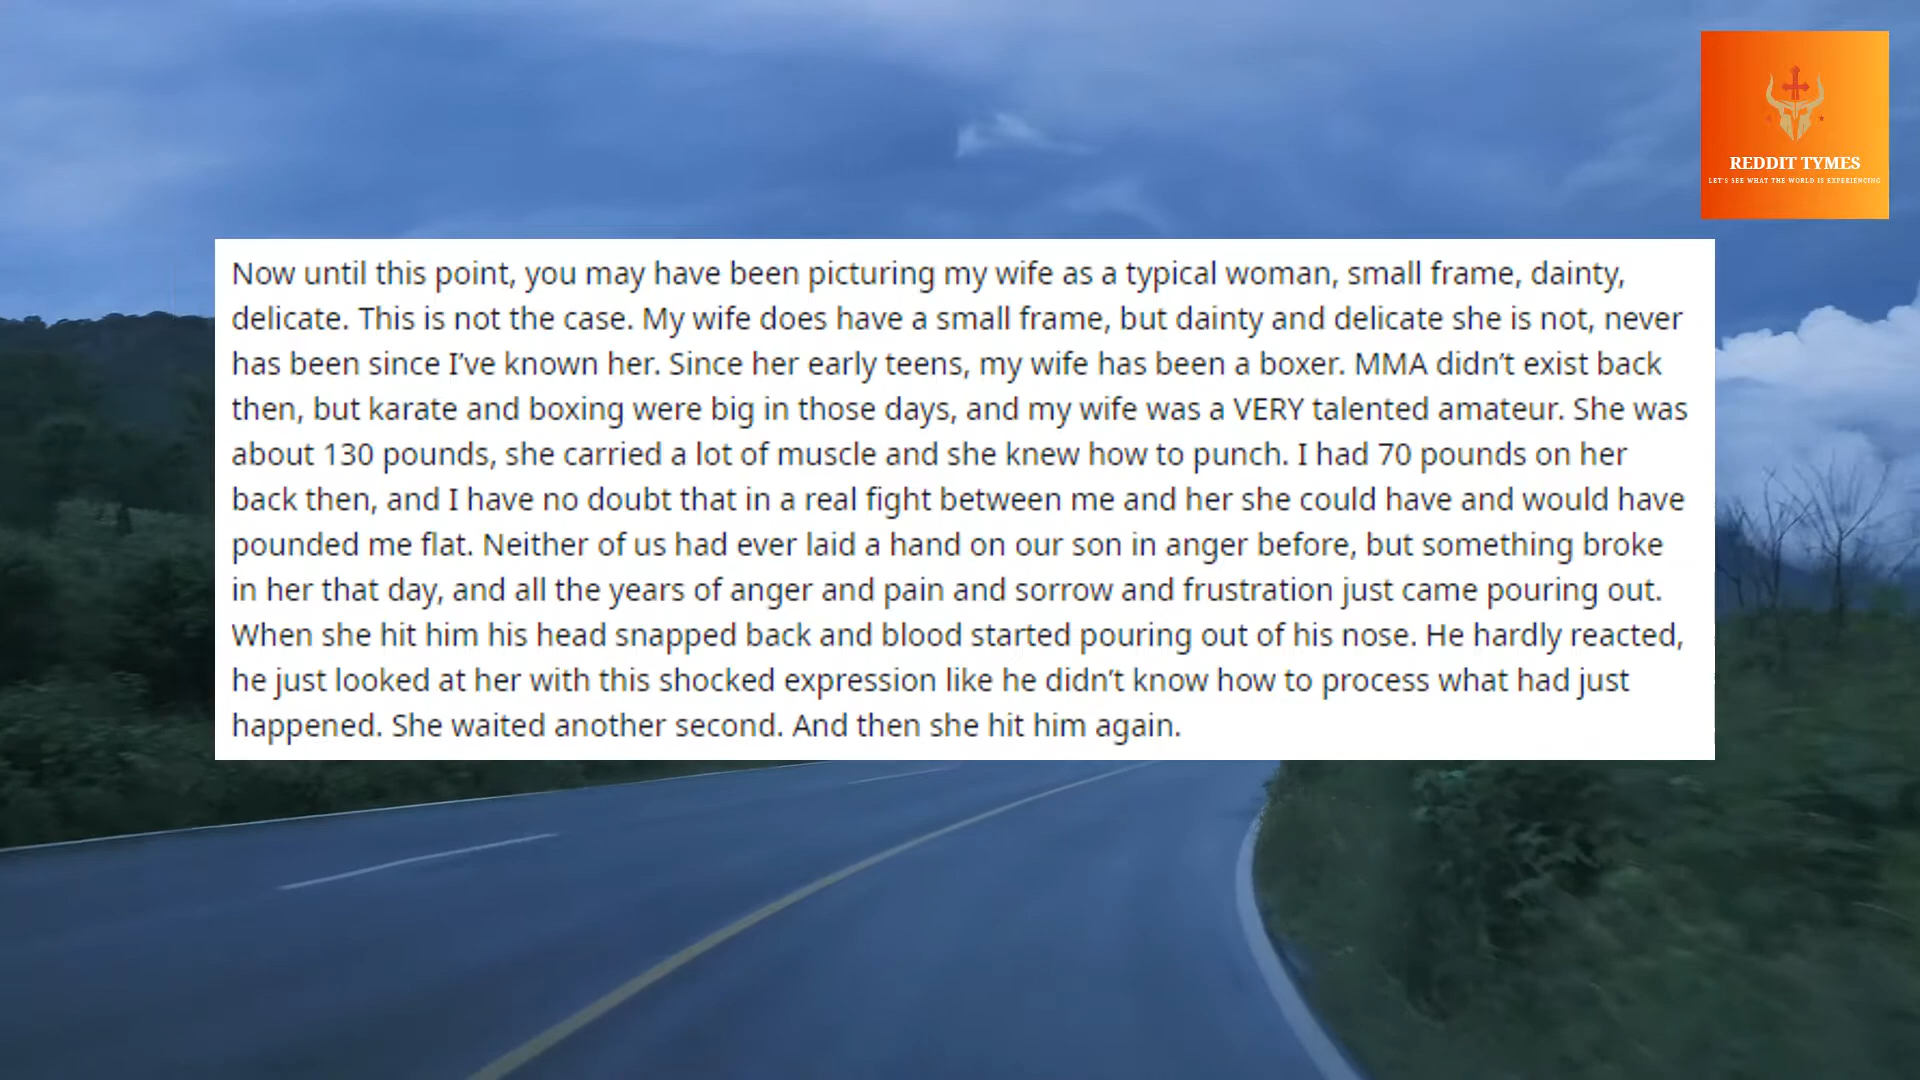 REDDIT TYMES
LET'S SEE WHAT THE WORLD IS EXPERIENCING
Now until this point, you may have been picturing my wife as a typical woman, small frame, dainty,
delicate. This is not the case. My wife does have a small frame, but dainty and delicate she is not, never
has been since I’ve known her. Since her early teens, my wife has been a boxer. MMA didn’t exist back
then, but karate and boxing were big in those days, and my wife was a VERY talented amateur. She was
about 130 pounds, she carried a lot of muscle and she knew how to punch. I had 70 pounds on her
back then, and I have no doubt that in a real fight between me and her she could have and would have
pounded me flat. Neither of us had ever laid a hand on our son in anger before, but something broke
in her that day, and all the years of anger and pain and sorrow and frustration just came pouring out.
When she hit him his head snapped back and blood started pouring out of his nose. He hardly reacted,
he just looked at her with this shocked expression like he didn’t know how to process what had just
happened. She waited another second. And then she hit him again.